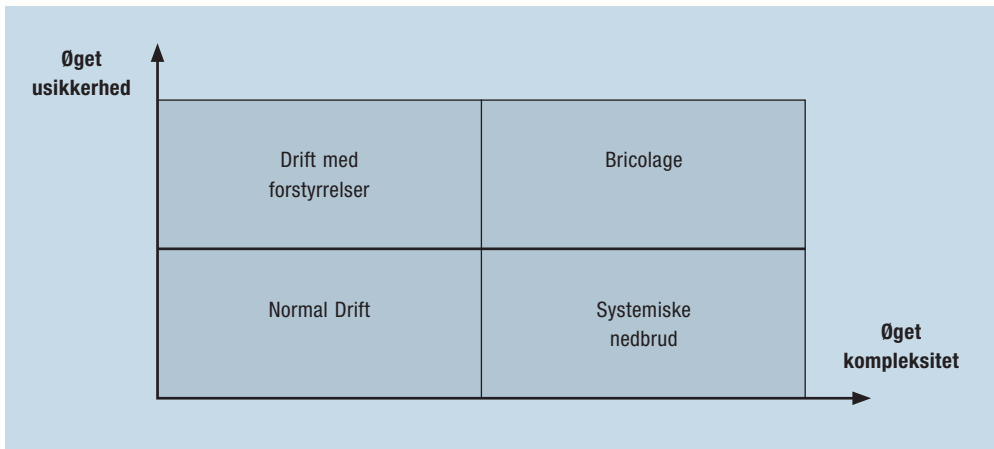 Øget
usikkerhed
Drift med
forstyrrelser
Bricolage
Normal Drift
Systemiske
nedbrud
Øget
kompleksitet